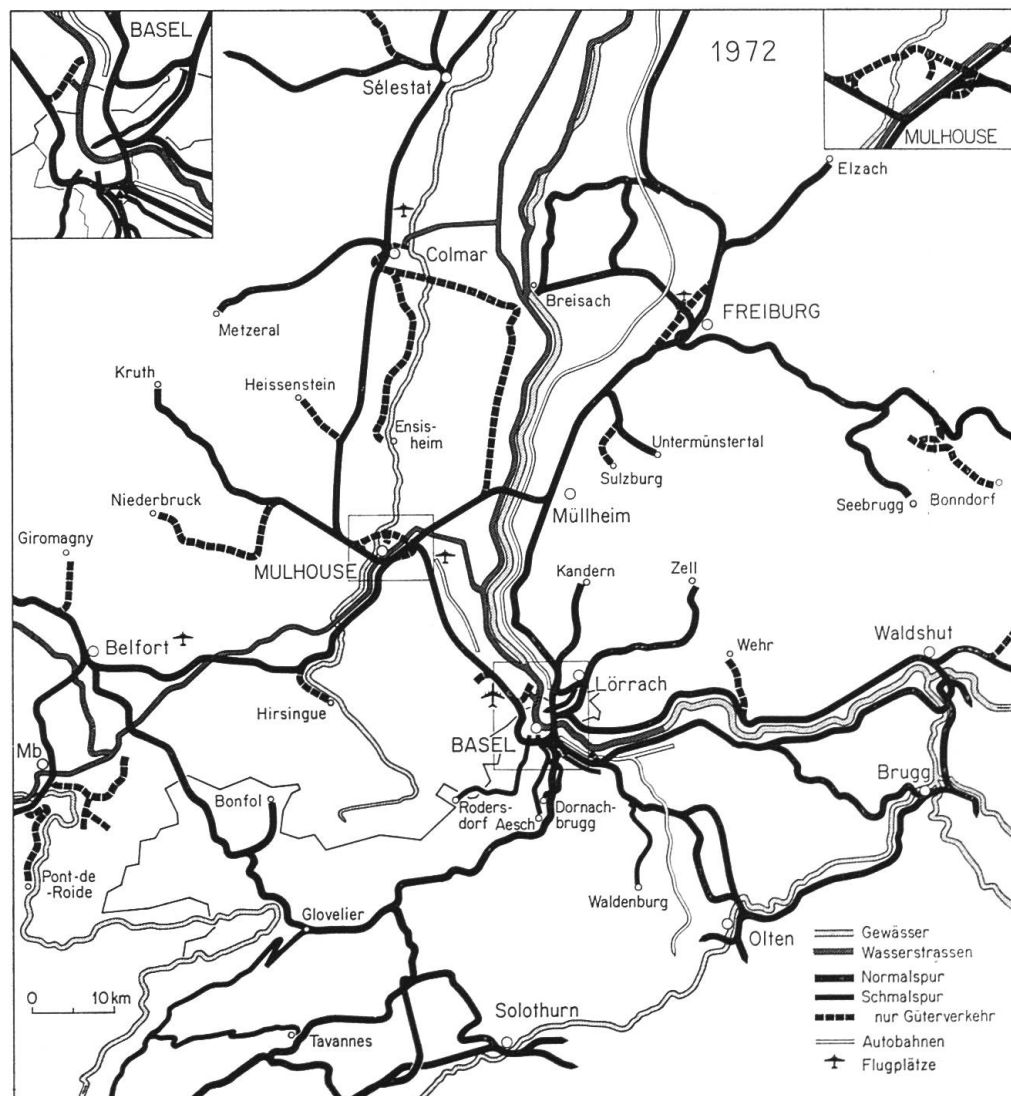 BASEL
1972
MULHOUSE
Sélestat
Elzach
Colmar
Breisach
FREIBURG
Metzeral
Kruth
Heissenstein
Ensis-
heim
Untermünstertal
Sulzburg
Niederbruck
Müllheim
Seebrugg
Bonndorf
Giromagny
MULHOUSE
Kandern
Zell
Belfort
Wehr
Waldshut
Lörrach
Hirsingue
BASEL
Mb
Brugg
Bonfol
Roders-
dorf
Aesch
Dornach-
brugg
Pont-de
-Roide
Waldenburg
Glovelier
Olten
Gewässer
Wasserstrassen
Normalspur
Schmalspur
nur Güterverkehr
Autobahnen
Flugplätze
0 10 km
Solothurn
Tavannes